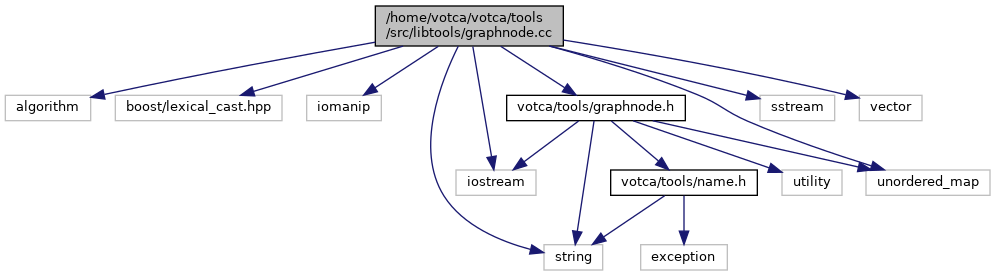 /home/votca/votca/tools
/src/libtools/graphnode.cc
algorithm
boost/lexical_cast.hpp
iomanip
votca/tools/graphnode.h
sstream
vector
iostream
votca/tools/name.h
utility
unordered_map
string
exception